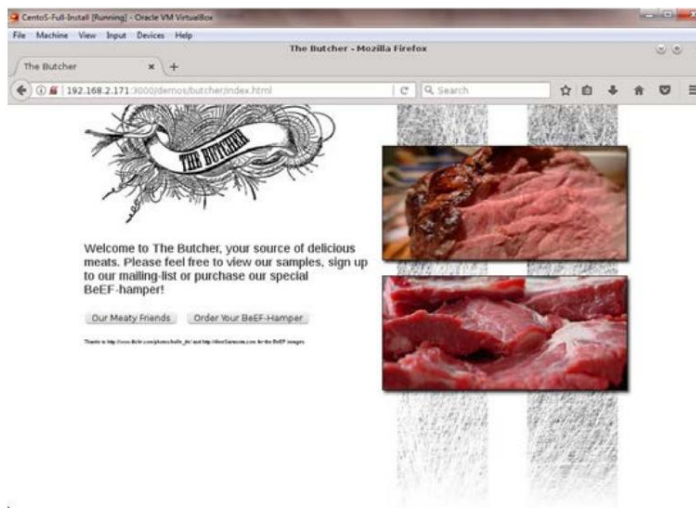 CentoS-Full-Install [Running] - Oracle VM VirtualBox
File Machine View Input Devices Help
The Butcher - Mozilla Firefox
The Butcher
192.168.2.171:3000/demos/butcher/index.html
Search
THE BUTCHER
Welcome to The Butcher, your source of delicious
meats. Please feel free to view our samples, sign up
to our mailing-list or purchase our special
BeEF-hamper!
Our Meaty Friends
Order Your BeEF-Hamper